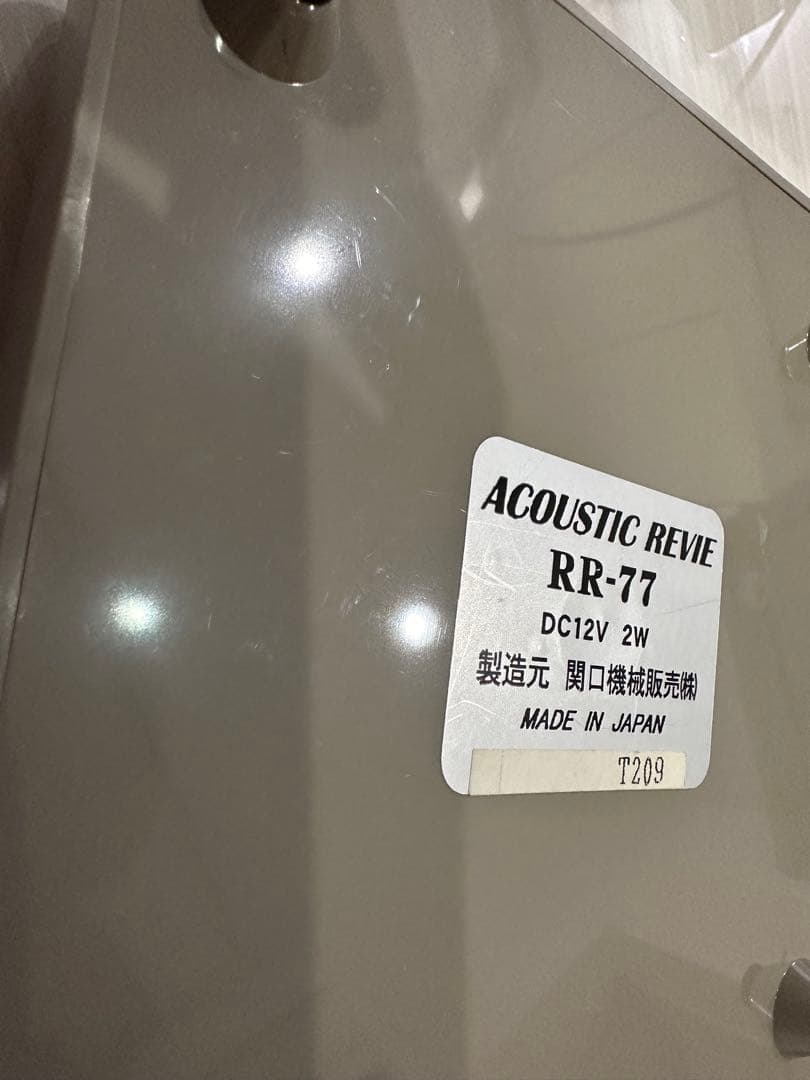 ACOUSTIC REVIE
RR-77
DC12V 2W
製造元 関口機械販売㈱
MADE IN JAPAN
T209